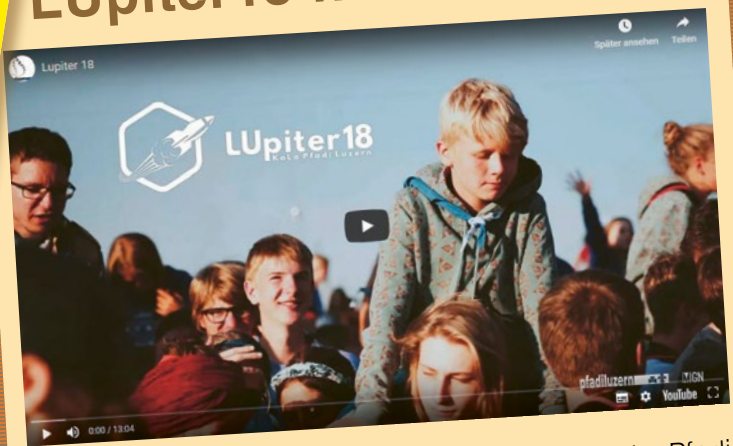 LUpiter18
Lupiter 18
Später ansehen
Teilen
LUpiter18
KaLa Pfadi Luzern
pfadiluzern
0:00 / 13:04
YouTube